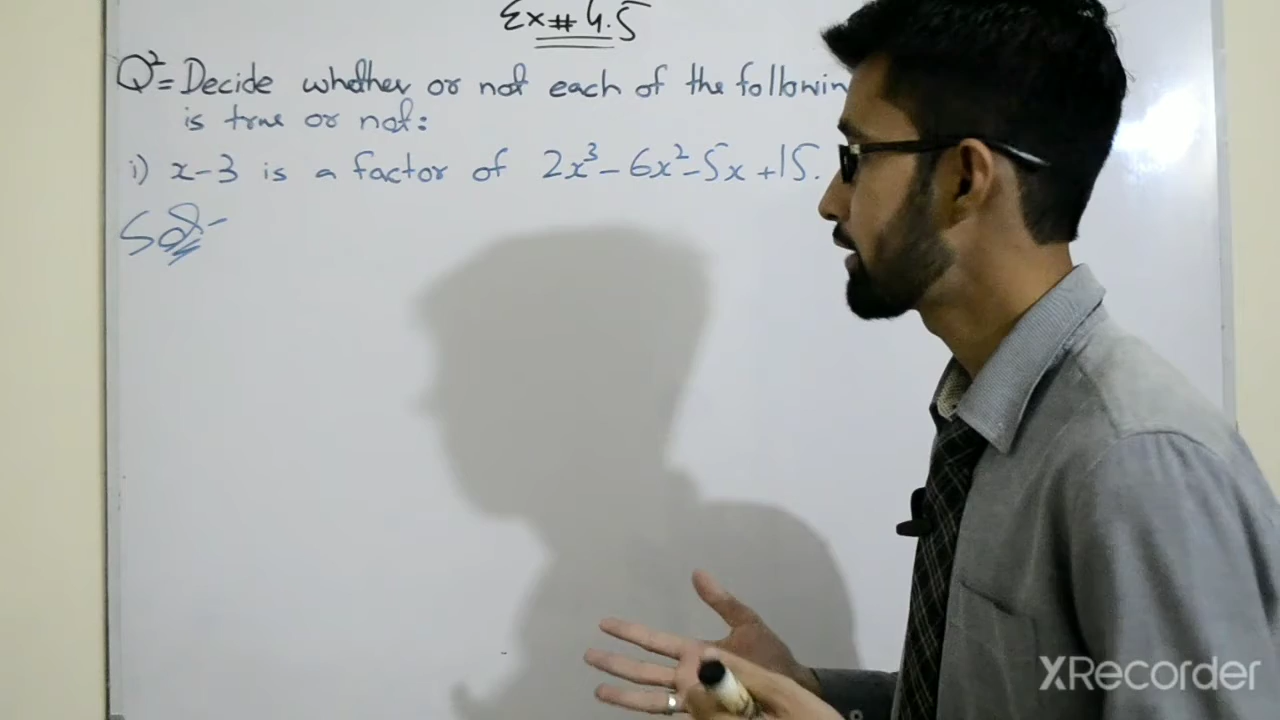 Ex # 4.5
Q2= Decide whether or not each of the followin
is true or not:
i) x-3 is a factor of 2x³-6x²-5x+15.
Sol:-
XRecorder